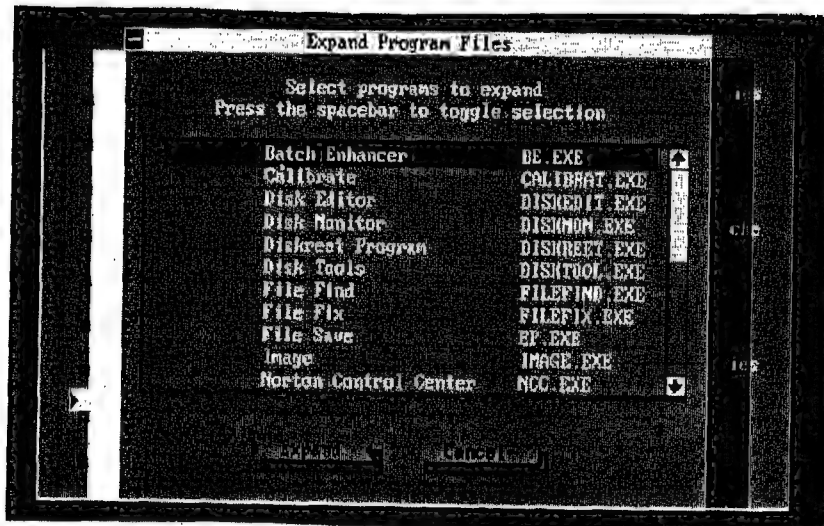 Expand Program Files
Select programs to expand
Press the spacebar to toggle selection
Batch Enhancer BE.EXE
Calibrate CALIBRAT.EXE
Disk Editor DISKEDIT.EXE
Disk Monitor DISKMON.EXE
Diskreet Program DISKREET.EXE
Disk Tools DISKTOOL.EXE
File Find FILEFIND.EXE
File Fix FILEFIX.EXE
File Save EP.EXE
Image IMAGE.EXE
Norton Control Center NCC.EXE
Expand Cancel